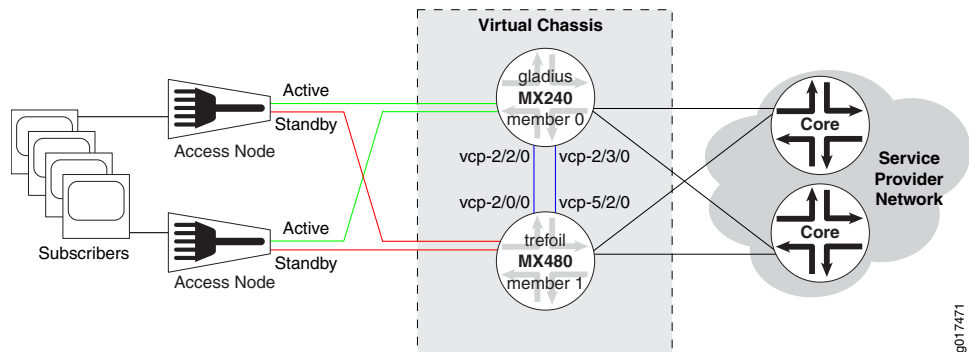 Virtual Chassis
gladius
MX240
member 0
Active
Standby
Access Node
Core
vcp-2/2/0
vcp-2/3/0
Service
Provider
Network
vcp-2/0/0
vcp-5/2/0
Subscribers
Active
Standby
Access Node
trefoil
MX480
member 1
Core
g017471